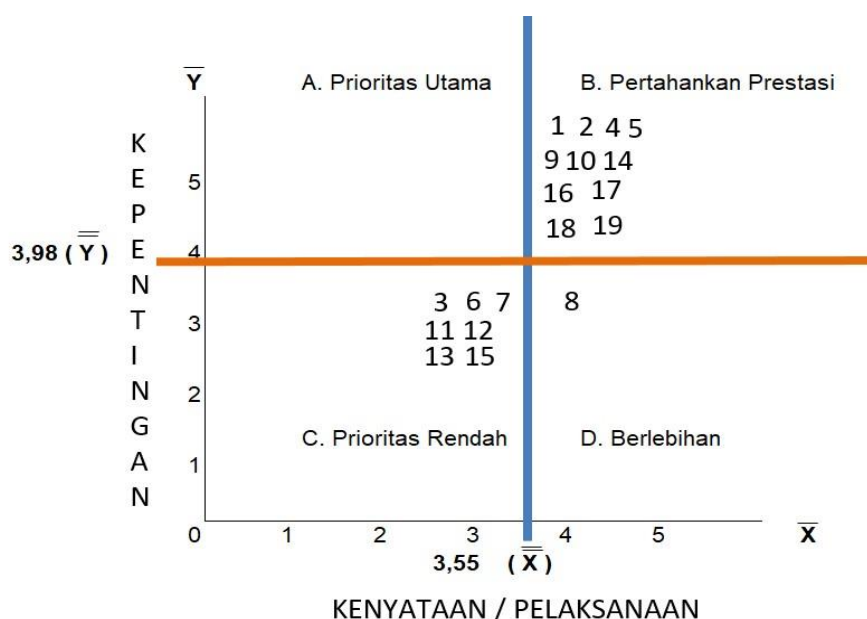 Y
A. Prioritas Utama
B. Pertahankan Prestasi
1 2 4 5
9 10 14
16 17
18 19
K E P E N T I N G A N
5
3,98 ( Y )
4
3 6 7
8
11 12
13 15
3
2
C. Prioritas Rendah
D. Berlebihan
1
0 1 2 3 4 5
X
3,55 ( X )
KENYATAAN / PELAKSANAAN